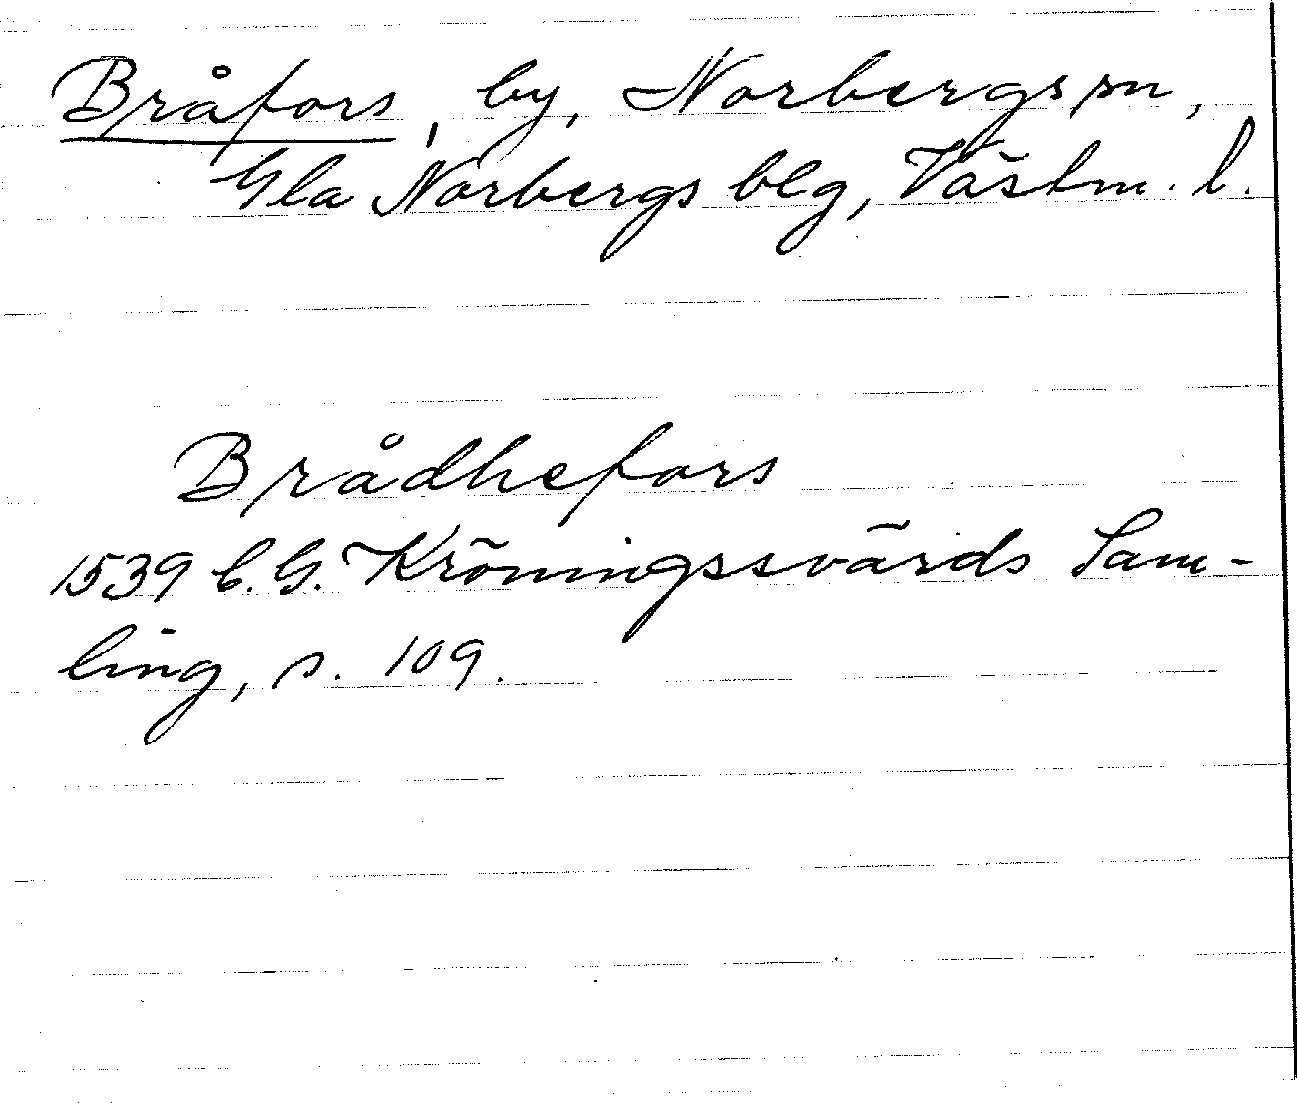 Bråfors, by, Norbergs sn,
Gla Norbergs blg, Västm. l.
Brådhefors
1539 C.G. Kröningssvärds Sam-
ling, s. 109.